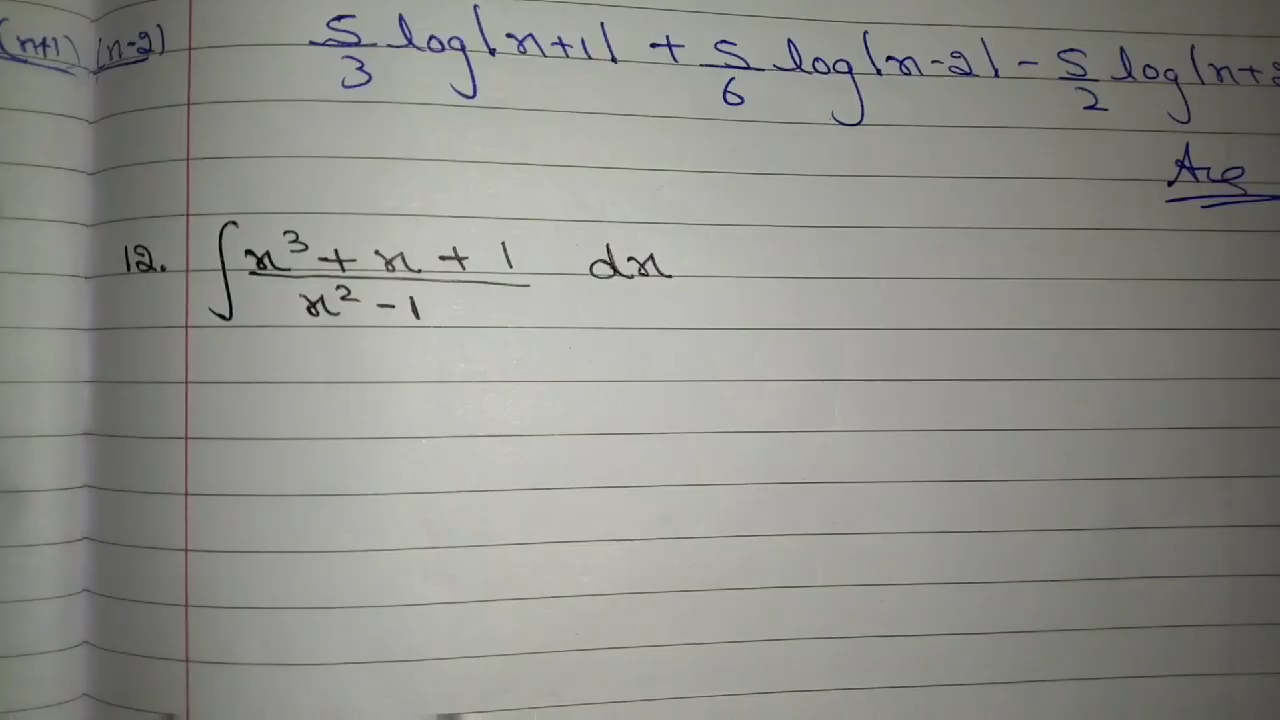 (x+1) (x-2)
5/3 log|x+1| + 5/6 log|x-2| - 5/2 log|x+2
Ans
12. ∫ x³ + x + 1 / x² - 1 dx